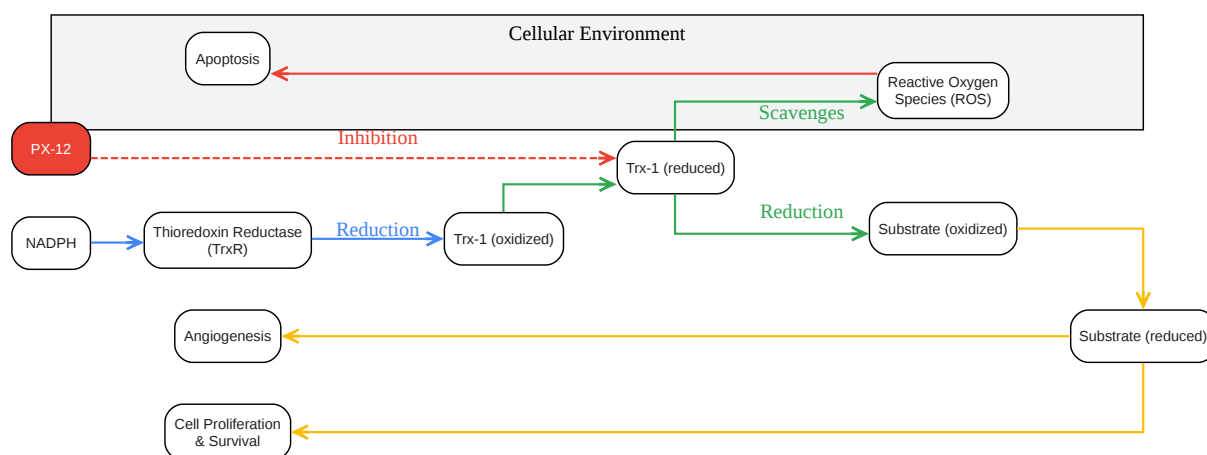 Cellular Environment
Apoptosis
Reactive Oxygen
Species (ROS)
Scavenges
PX-12
Inhibition
Trx-1 (reduced)
NADPH
Thioredoxin Reductase
(TrxR)
Reduction
Trx-1 (oxidized)
Reduction
Substrate (oxidized)
Angiogenesis
Substrate (reduced)
Cell Proliferation
& Survival